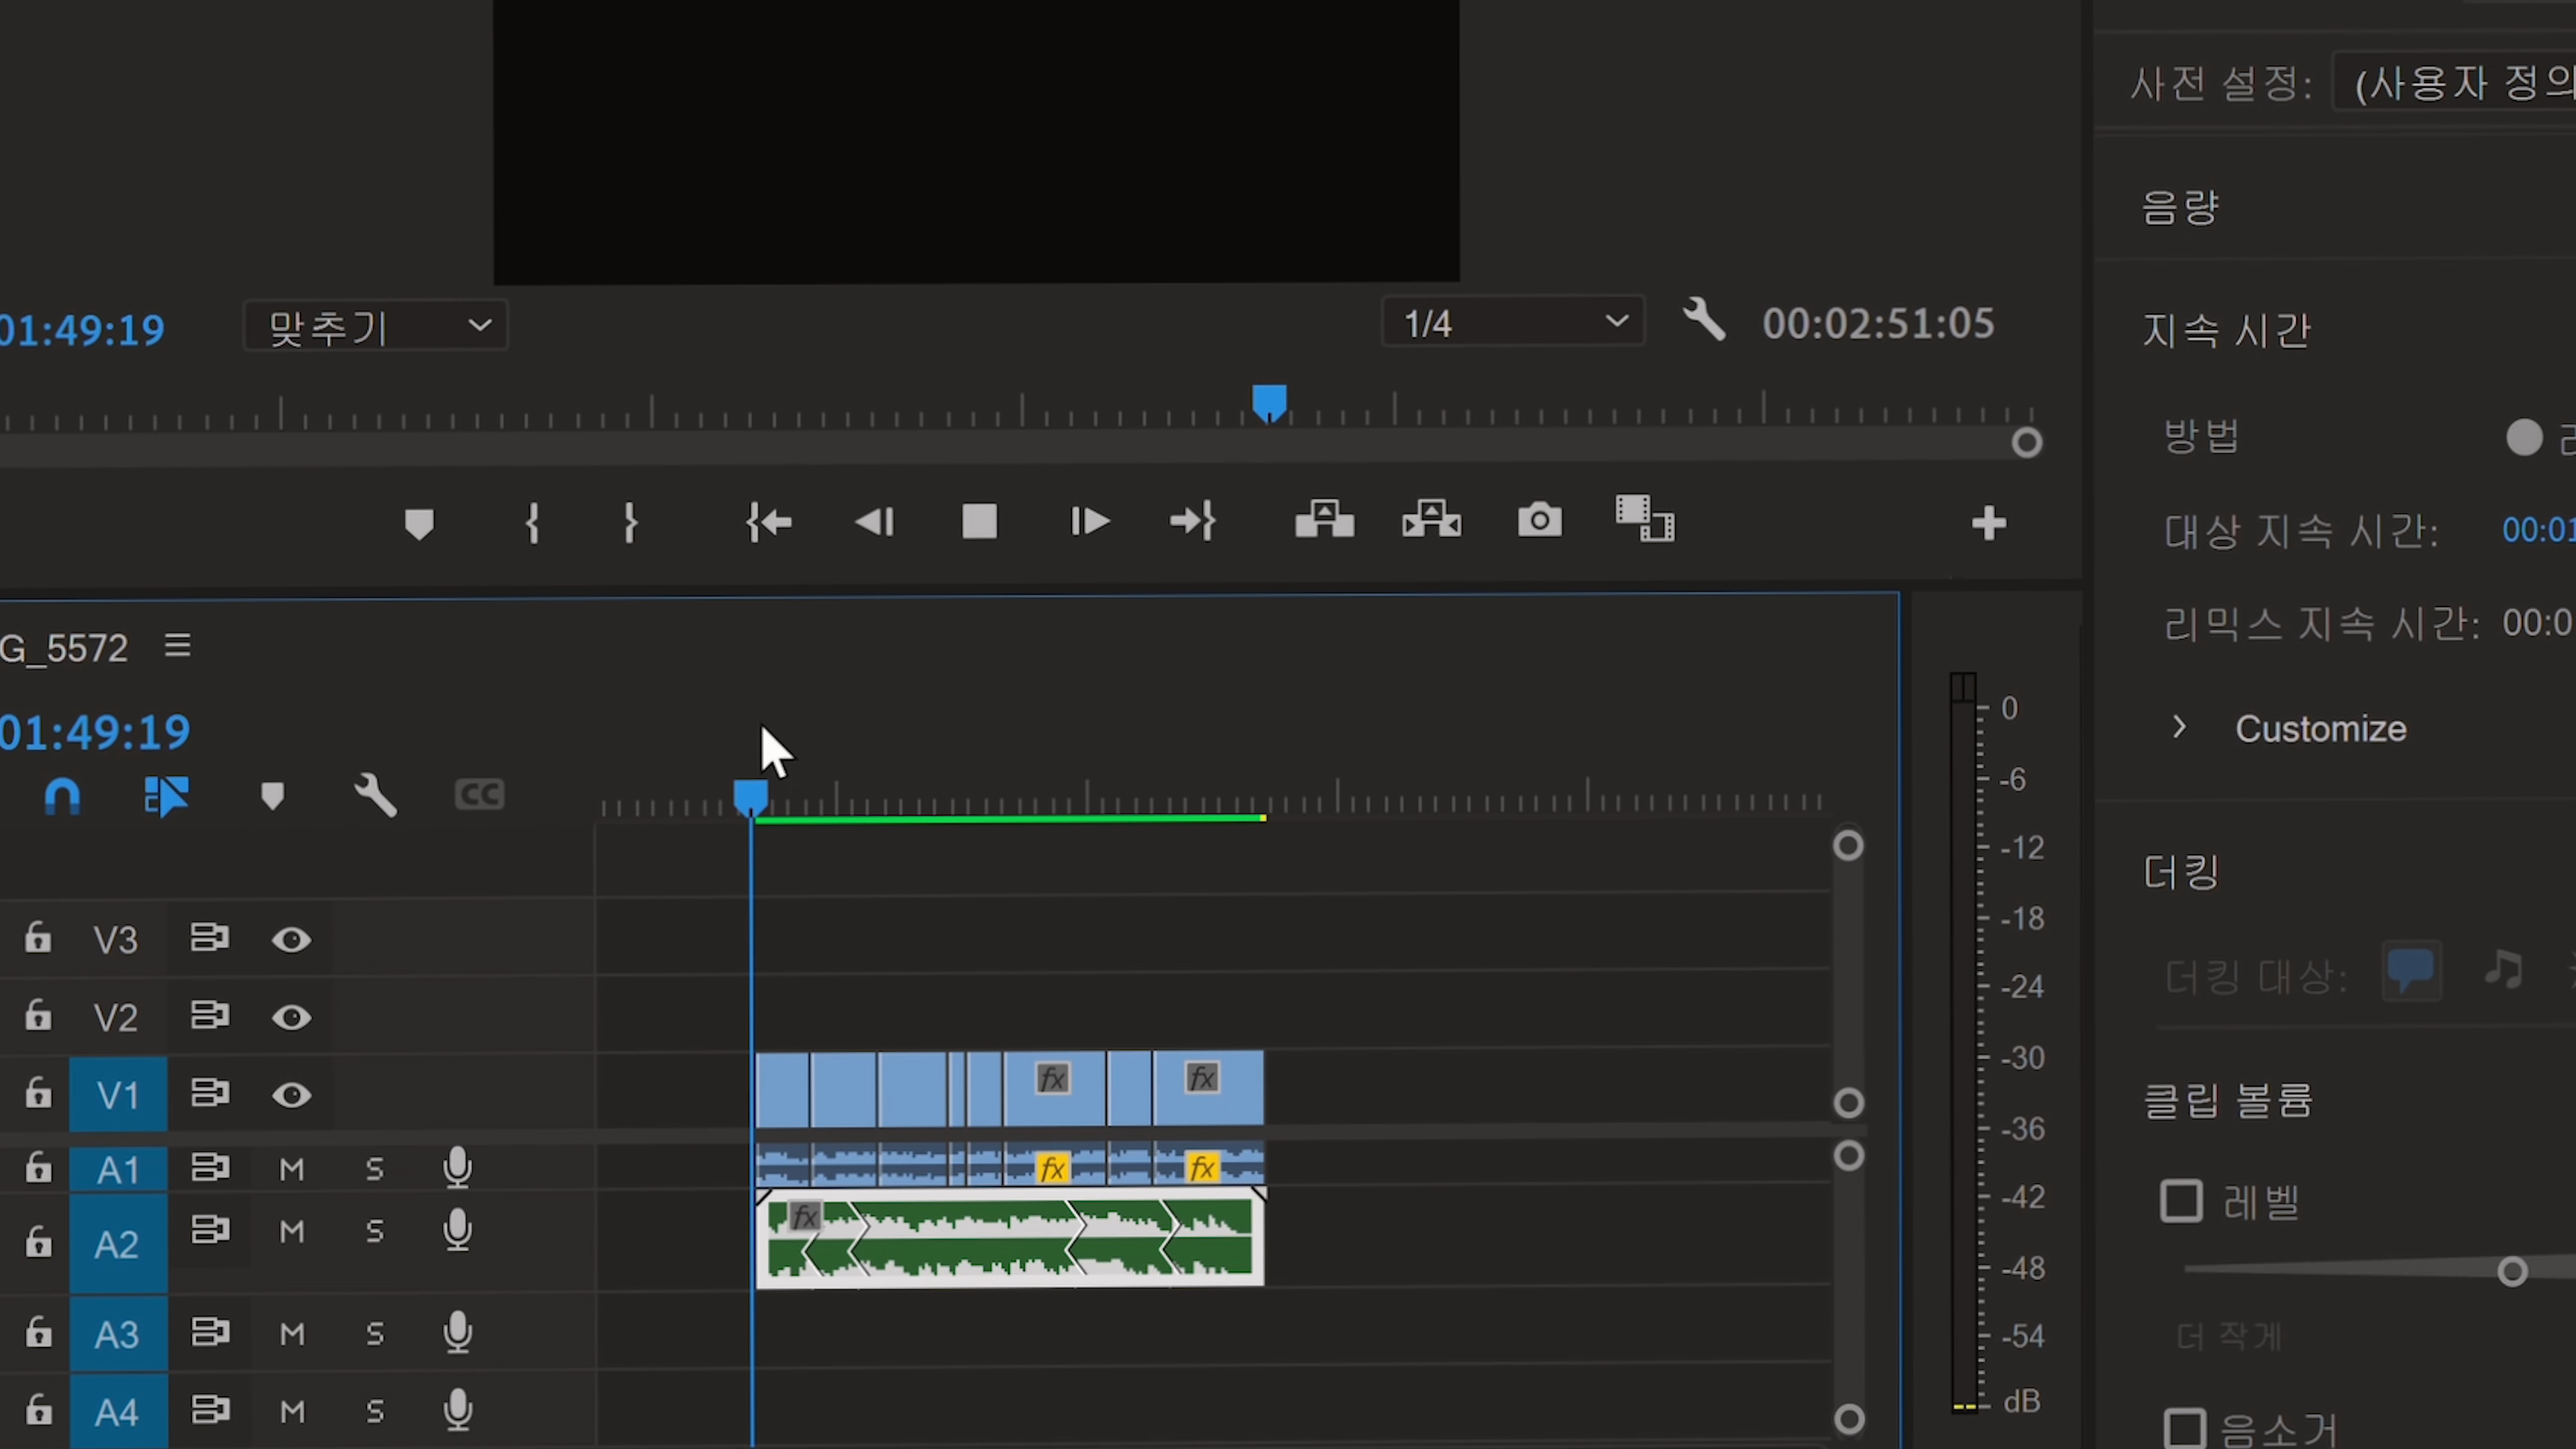 사전 설정: (사용자 정의
음량
01:49:19 맞추기 1/4 00:02:51:05
지속 시간
방법
대상 지속 시간: 00:01
리믹스 지속 시간: 00:0
G_5572
01:49:19
CC
Customize
더킹
더킹 대상:
클립 볼륨
레벨
더 작게
음소거
V3
V2
V1 fx fx
A1 M S fx fx
A2 M S fx
A3 M S
A4 M S
0
-6
-12
-18
-24
-30
-36
-42
-48
-54
dB